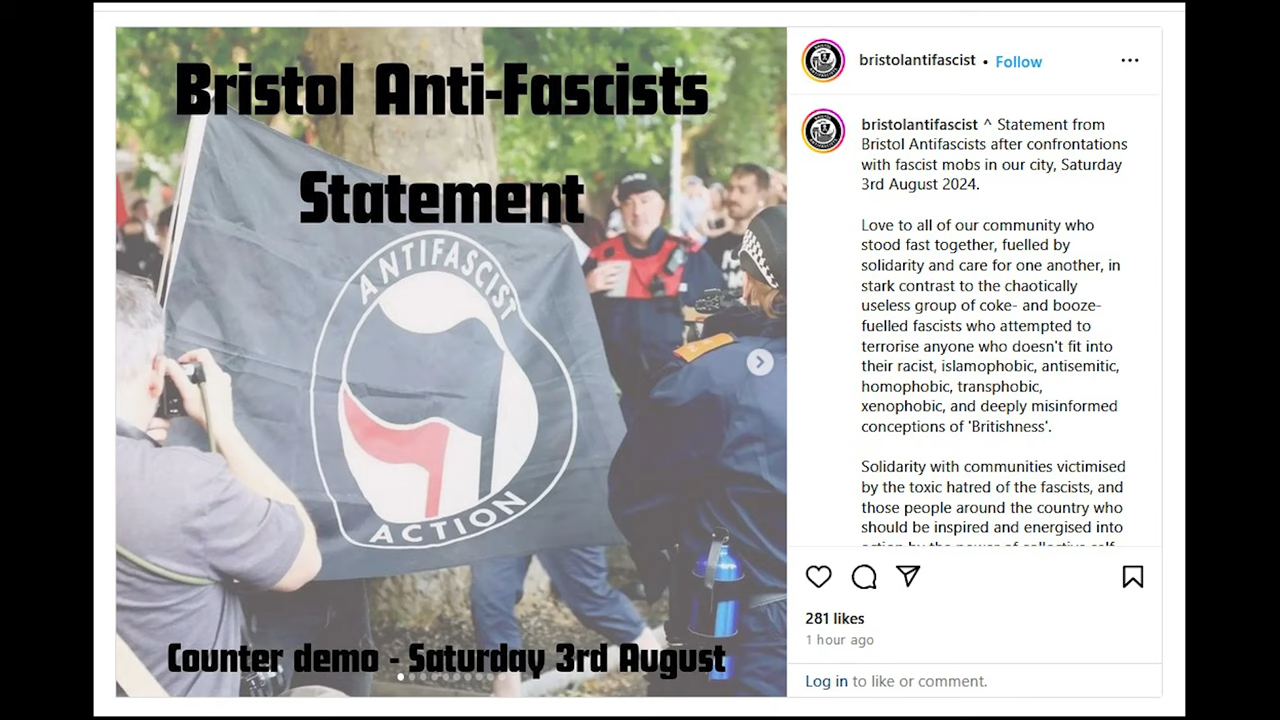 Bristol Anti-Fascists
Statement
ANTIFASCIST
ACTION
Counter demo - Saturday 3rd August
bristolantifascist • Follow
bristolantifascist ^ Statement from
Bristol Antifascists after confrontations
with fascist mobs in our city, Saturday
3rd August 2024.
Love to all of our community who
stood fast together, fuelled by
solidarity and care for one another, in
stark contrast to the chaotically
useless group of coke- and booze-
fuelled fascists who attempted to
terrorise anyone who doesn't fit into
their racist, islamophobic, antisemitic,
homophobic, transphobic,
xenophobic, and deeply misinformed
conceptions of 'Britishness'.
Solidarity with communities victimised
by the toxic hatred of the fascists, and
those people around the country who
should be inspired and energised into
281 likes
1 hour ago
Log in to like or comment.